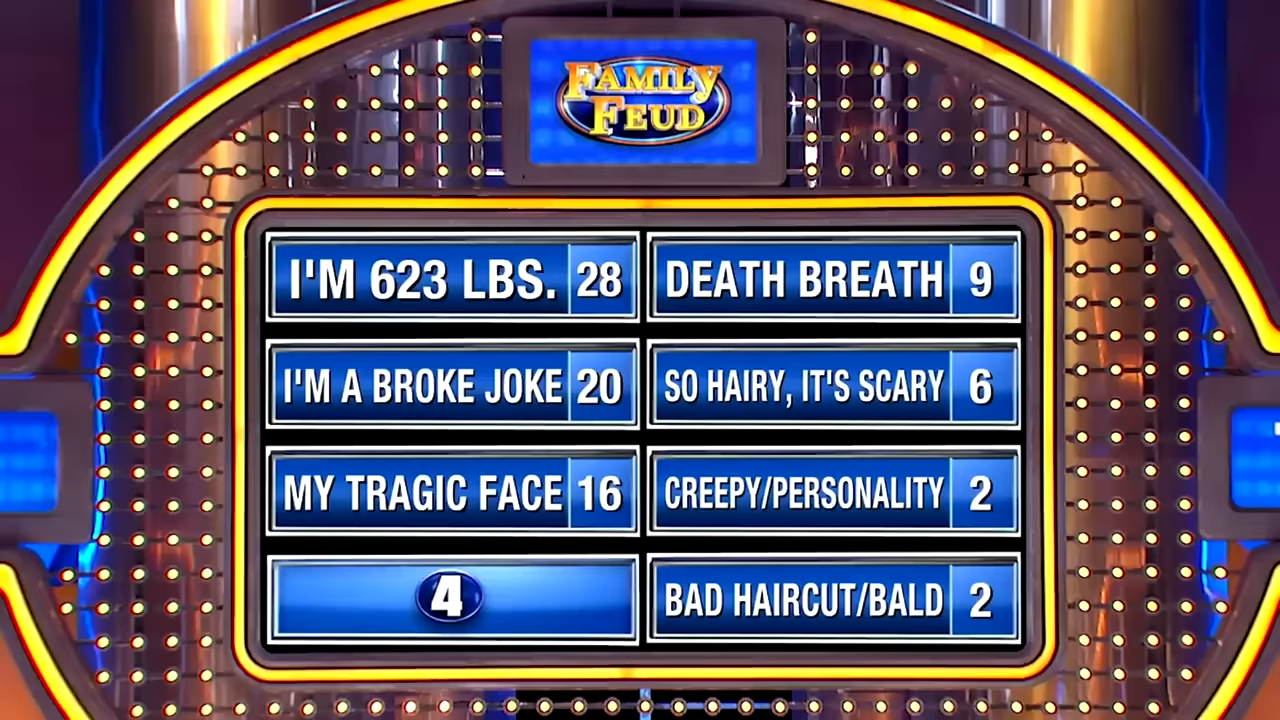 FAMILY
FEUD
I'M 623 LBS. 28
I'M A BROKE JOKE 20
MY TRAGIC FACE 16
4
DEATH BREATH 9
SO HAIRY, IT'S SCARY 6
CREEPY/PERSONALITY 2
BAD HAIRCUT/BALD 2